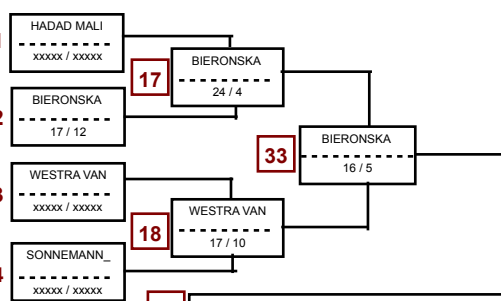 HADAD MALI
xxxxx / xxxxx
17
BIERONSKA
24 / 4
2
BIERONSKA
17 / 12
33
BIERONSKA
16 / 5
WESTRA VAN
xxxxx / xxxxx
18
WESTRA VAN
17 / 10
SONNEMANN_
xxxxx / xxxxx